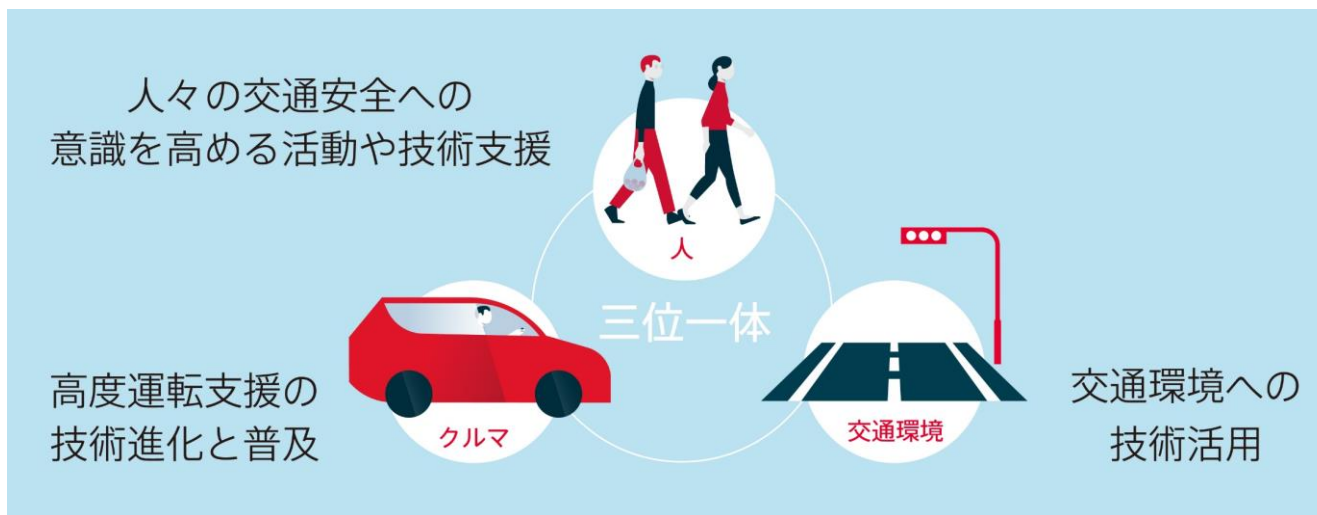 人々の交通安全への
意識を高める活動や技術支援
人
三位一体
高度運転支援の
技術進化と普及
クルマ
交通環境
交通環境への
技術活用